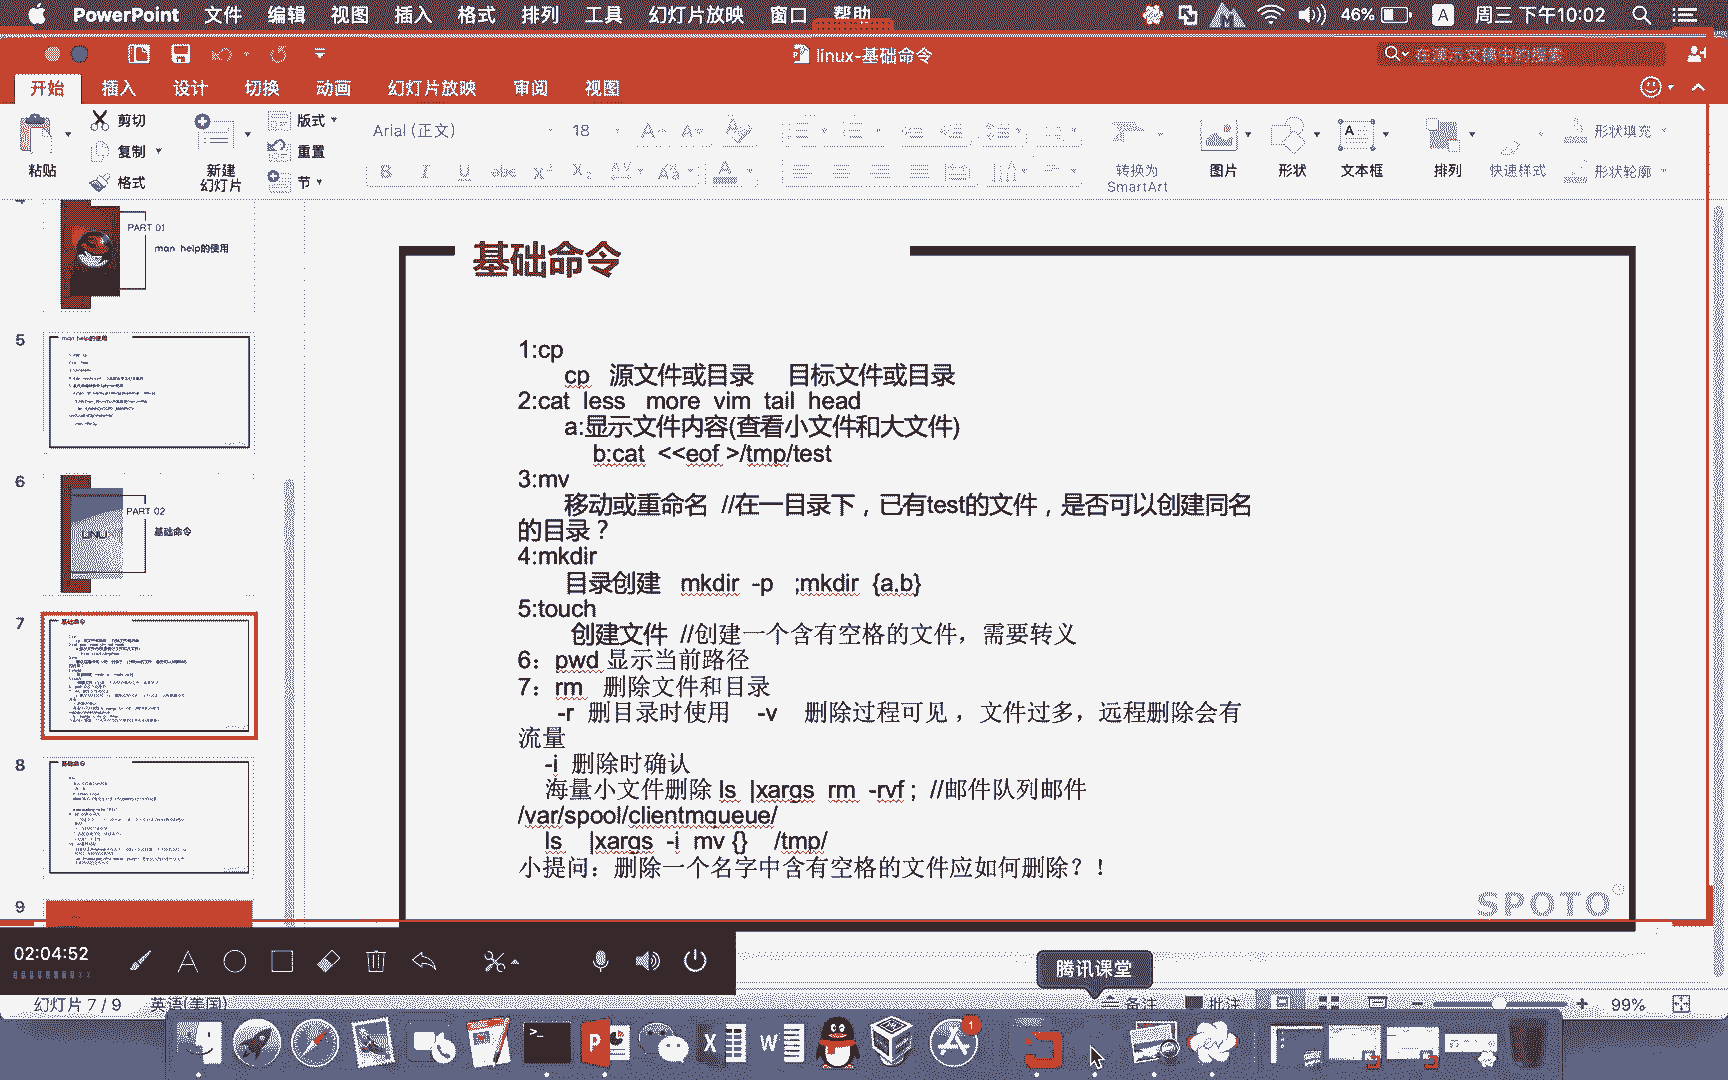 PowerPoint 文件 编辑 视图 插入 格式 排列 工具 幻灯片放映 窗口 帮助 46% A 周三 下午10:02
linux-基础命令
在演示文稿中的搜索
开始 插入 设计 切换 动画 幻灯片放映 审阅 视图
粘贴
剪切
复制
格式
新建
幻灯片
版式
重置
节
Arial (正文) 18
转换为
SmartArt
图片
形状
文本框
排列
快速样式
形状填充
形状轮廓
PART 01
man help的使用
5
man help的使用
6
PART 02
基础命令
7
基础命令
8
基础命令
9
基础命令
1:cp
cp 源文件或目录 目标文件或目录
2:cat less more vim tail head
a:显示文件内容(查看小文件和大文件)
b:cat <<eof >/tmp/test
3:mv
移动或重命名 //在一目录下，已有test的文件，是否可以创建同名
的目录？
4:mkdir
目录创建 mkdir -p ;mkdir {a,b}
5:touch
创建文件 //创建一个含有空格的文件，需要转义
6：pwd 显示当前路径
7：rm 删除文件和目录
-r 删目录时使用 -v 删除过程可见 ，文件过多，远程删除会有
流量
-i 删除时确认
海量小文件删除 ls |xargs rm -rvf ; //邮件队列邮件
/var/spool/clientmqueue/
ls |xargs -i mv {} /tmp/
小提问：删除一个名字中含有空格的文件应如何删除？！
SPOTO
02:04:52
腾讯课堂
幻灯片 7 / 9 英语(美国)
备注 批注 99%